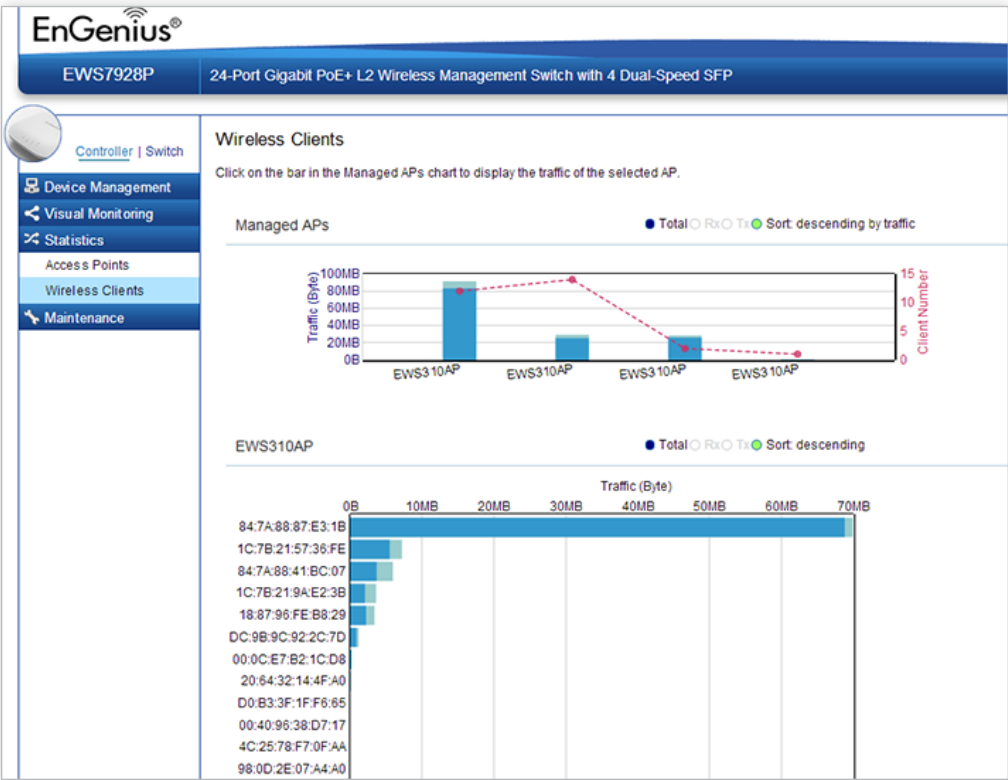 EnGenius®
EWS7928P 24-Port Gigabit PoE+ L2 Wireless Management Switch with 4 Dual-Speed SFP
Controller | Switch
Device Management
Visual Monitoring
Statistics
Access Points
Wireless Clients
Maintenance
Wireless Clients
Click on the bar in the Managed APs chart to display the traffic of the selected AP.
Managed APs Total Rx Tx Sort: descending by traffic
Traffic (Byte)
100MB
80MB
60MB
40MB
20MB
0B
15
10
5
0
Client Number
EWS310AP EWS310AP EWS310AP EWS310AP
EWS310AP Total Rx Tx Sort: descending
Traffic (Byte)
0B 10MB 20MB 30MB 40MB 50MB 60MB 70MB
84:7A:88:87:E3:1B
1C:7B:21:57:36:FE
84:7A:88:41:BC:07
1C:7B:21:9A:E2:3B
18:87:96:FE:B8:29
DC:9B:9C:92:2C:7D
00:0C:E7:B2:1C:D8
20:64:32:14:4F:A0
D0:B3:3F:1F:F6:65
00:40:96:38:D7:17
4C:25:78:F7:0F:AA
98:0D:2E:07:A4:A0